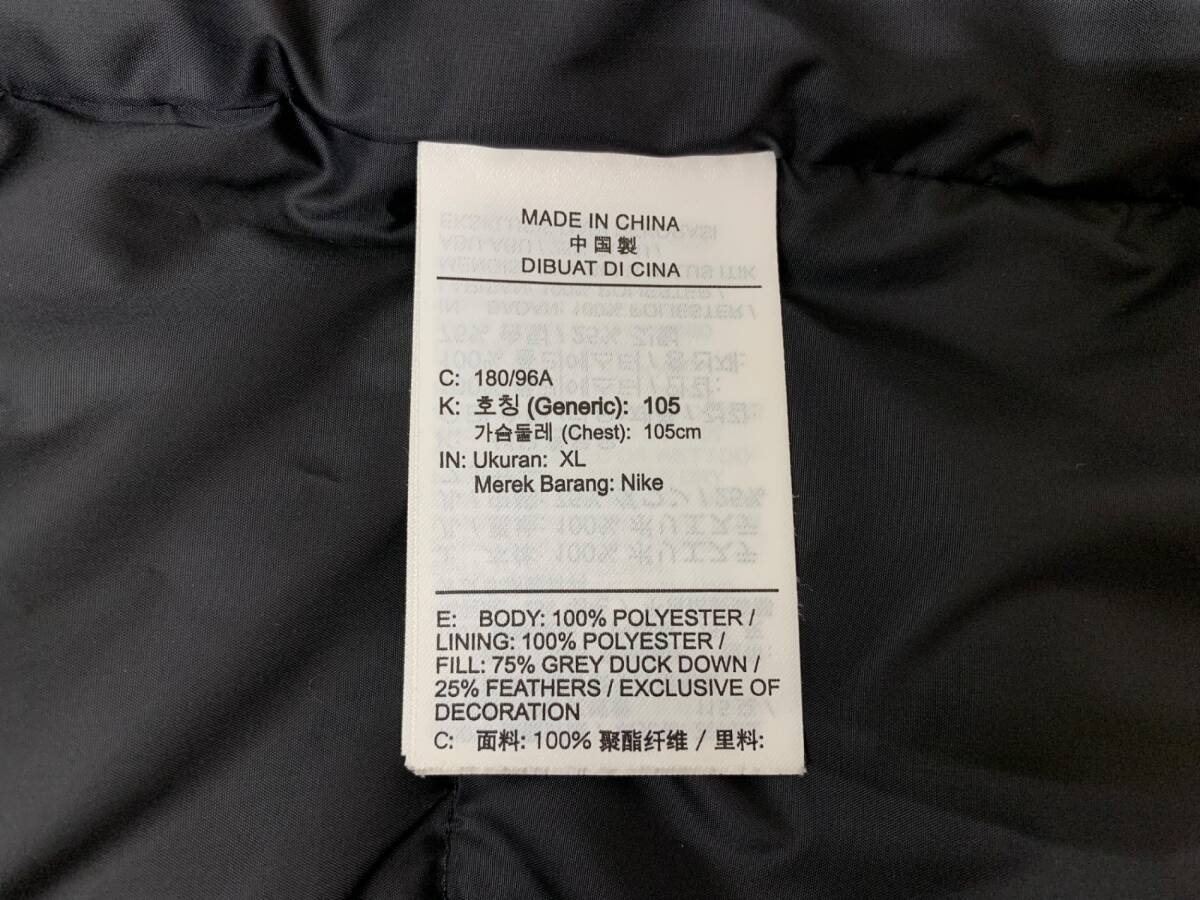 MADE IN CHINA
中国製
DIBUAT DI CINA
C: 180/96A
K: 호칭 (Generic): 105
가슴둘레 (Chest): 105cm
IN: Ukuran: XL
Merek Barang: Nike
E: BODY: 100% POLYESTER /
LINING: 100% POLYESTER /
FILL: 75% GREY DUCK DOWN /
25% FEATHERS / EXCLUSIVE OF
DECORATION
C: 面料: 100% 聚酯纤维 / 里料: